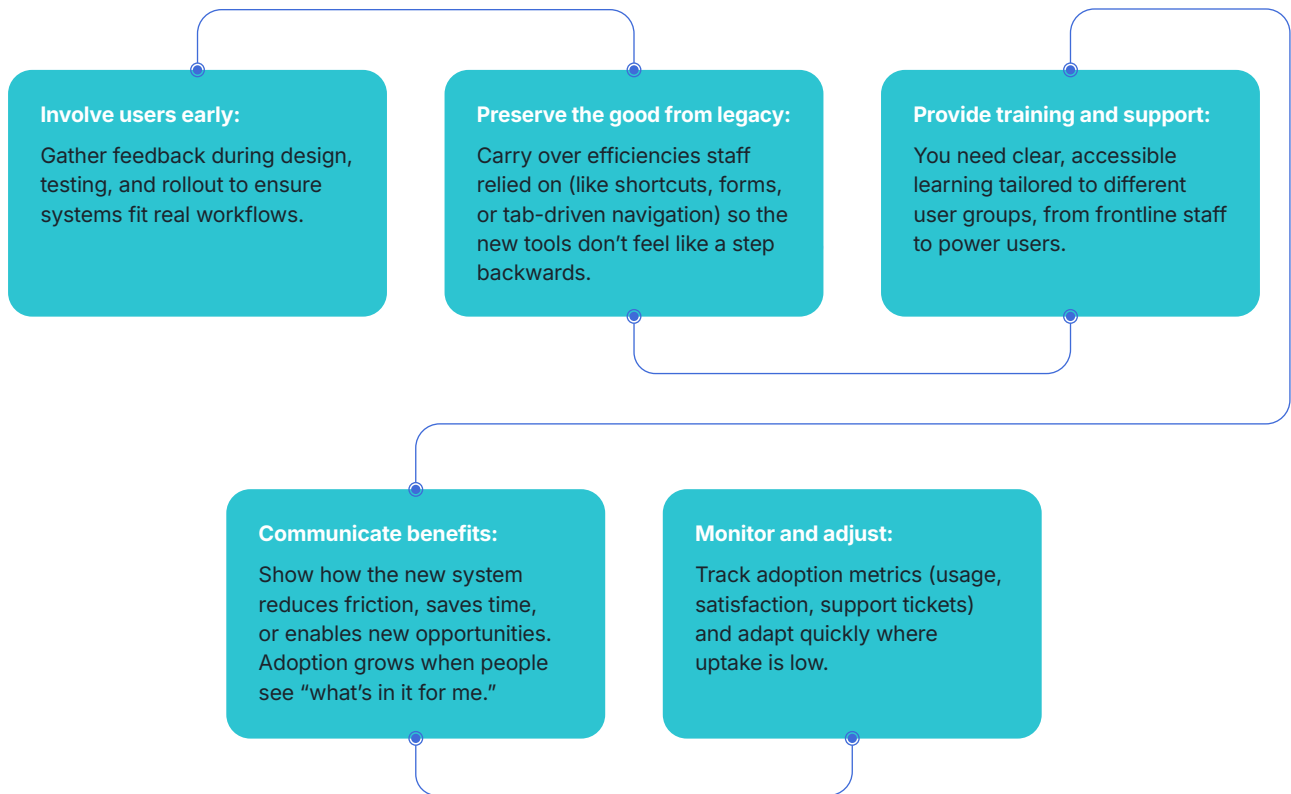 Involve users early:
Gather feedback during design,
testing, and rollout to ensure
systems fit real workflows.
Preserve the good from legacy:
Carry over efficiencies staff
relied on (like shortcuts, forms,
or tab-driven navigation) so the
new tools don’t feel like a step
backwards.
Provide training and support:
You need clear, accessible
learning tailored to different
user groups, from frontline staff
to power users.
Communicate benefits:
Show how the new system
reduces friction, saves time,
or enables new opportunities.
Adoption grows when people
see “what’s in it for me.”
Monitor and adjust:
Track adoption metrics (usage,
satisfaction, support tickets)
and adapt quickly where
uptake is low.